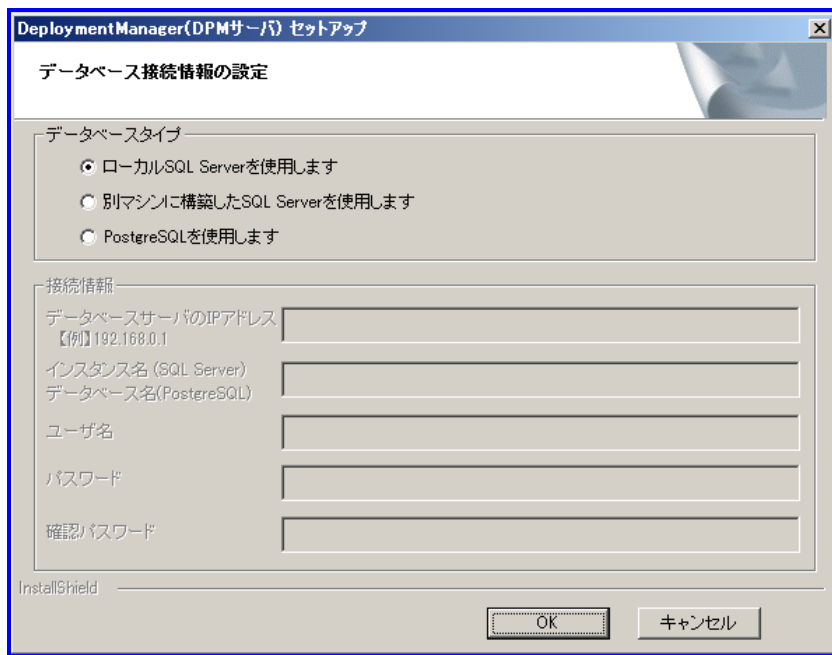 DeploymentManager(DPMサーバ) セットアップ
データベース接続情報の設定
データベースタイプ
ローカルSQL Serverを使用します
別マシンに構築したSQL Serverを使用します
PostgreSQLを使用します
接続情報
データベースサーバのIPアドレス
【例】192.168.0.1
インスタンス名 (SQL Server)
データベース名(PostgreSQL)
ユーザ名
パスワード
確認パスワード
InstallShield
OK
キャンセル